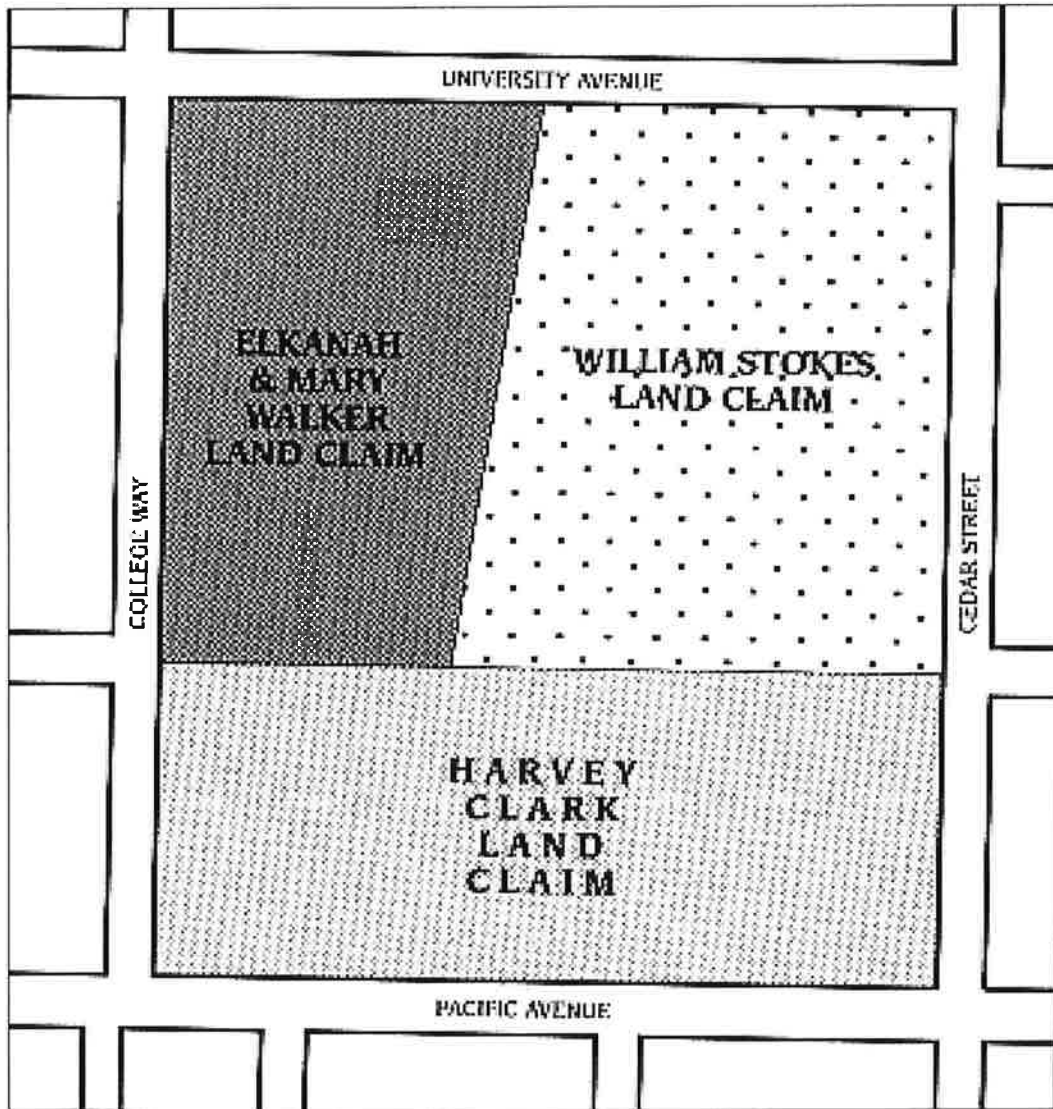 UNIVERSITY AVENUE
ELKANAH
& MARY
WALKER
LAND CLAIM
WILLIAM STOKES
LAND CLAIM
COLLEGE WAY
CEDAR STREET
HARVEY
CLARK
LAND
CLAIM
PACIFIC AVENUE